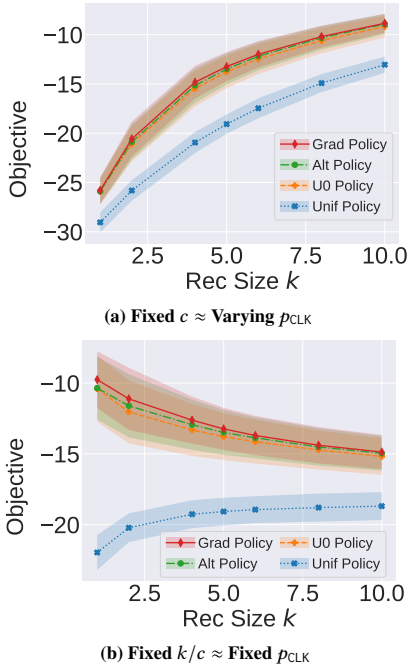 −10
−15
−20
−25
−30
Objective
Grad Policy
Alt Policy
U0 Policy
Unif Policy
2.5 5.0 7.5 10.0
Rec Size k
(a) Fixed c ≈ Varying pCLK
−10
−15
−20
Objective
Grad Policy U0 Policy
Alt Policy Unif Policy
2.5 5.0 7.5 10.0
Rec Size k
(b) Fixed k/c ≈ Fixed pCLK